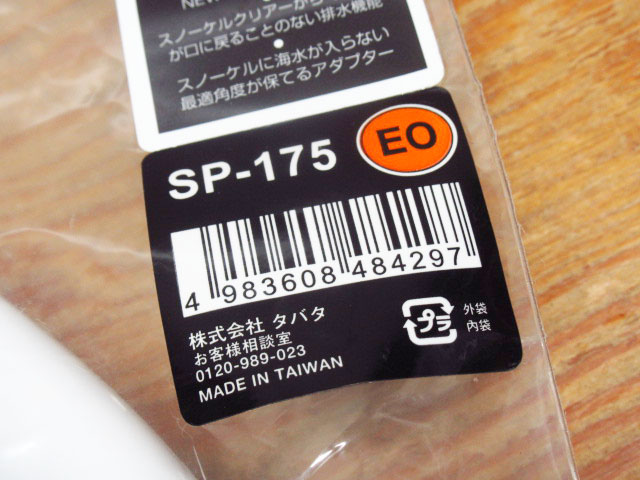 NEW
スノーケルクリアーから
が口に戻ることのない排水機能
スノーケルに海水が入らない
最適角度が保てるアダプター
SP-175
EO
4 983608 484297
株式会社 タバタ
お客様相談室
0120-989-023
MADE IN TAIWAN
プラ
外袋
内袋